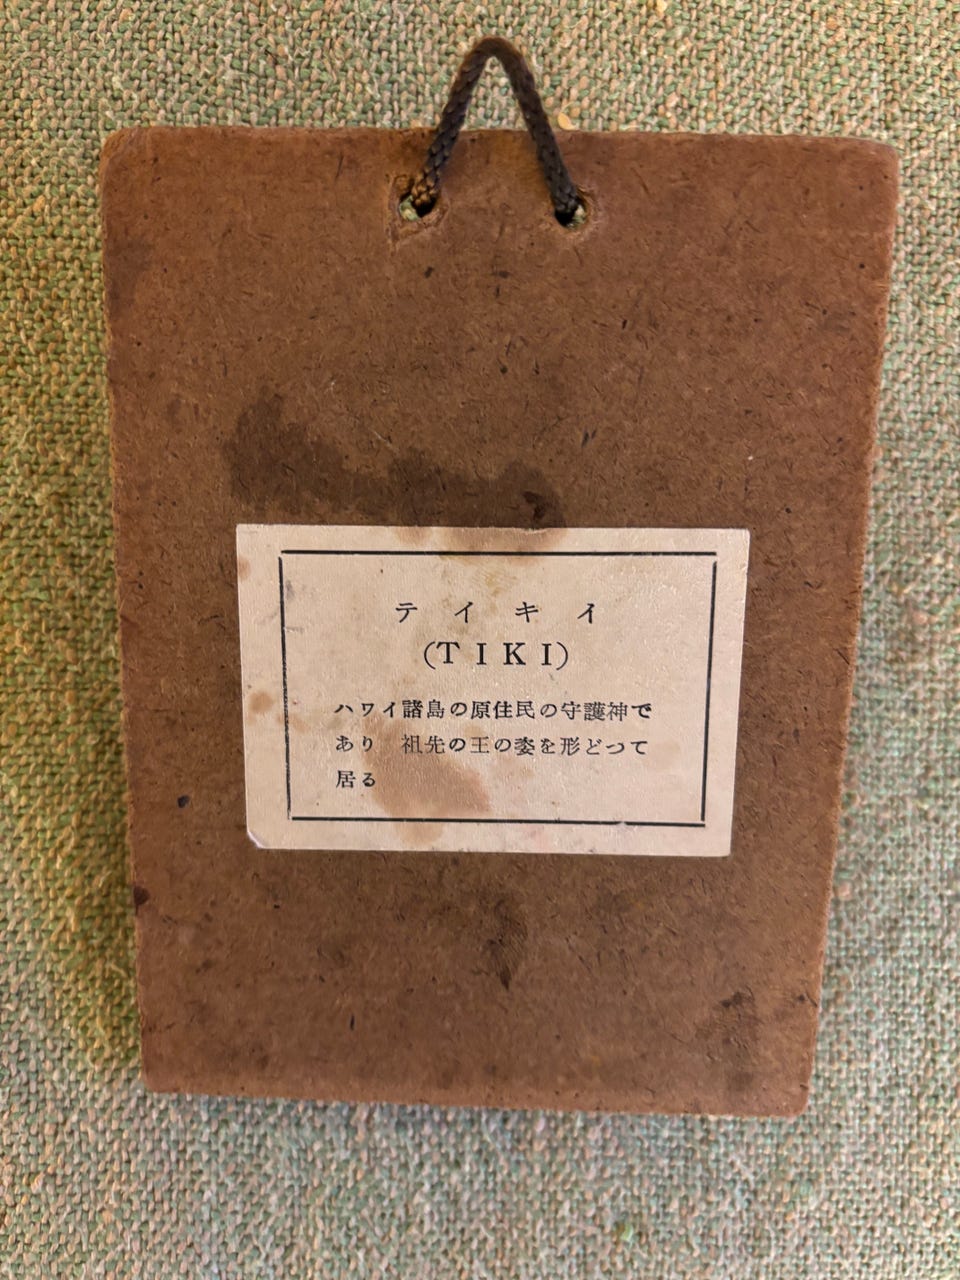 テイキイ
(TIKI)
ハワイ諸島の原住民の守護神で
あり　祖先の王の姿を形どつて
居る